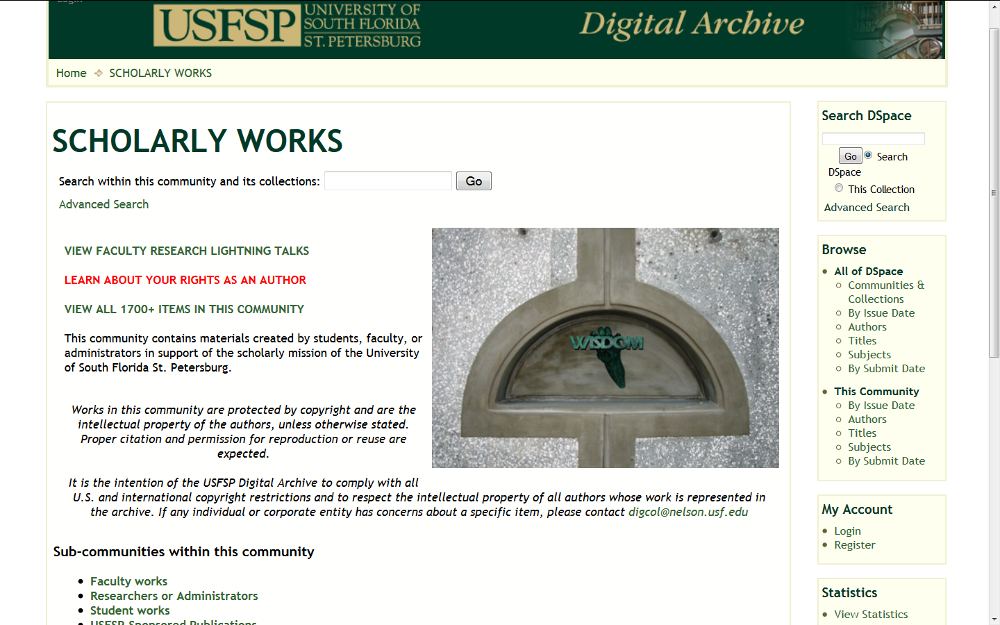 Login
USFSP UNIVERSITY OF
SOUTH FLORIDA
ST. PETERSBURG
Digital Archive
Home SCHOLARLY WORKS
SCHOLARLY WORKS
Search within this community and its collections: Go
Advanced Search
VIEW FACULTY RESEARCH LIGHTNING TALKS
LEARN ABOUT YOUR RIGHTS AS AN AUTHOR
VIEW ALL 1700+ ITEMS IN THIS COMMUNITY
This community contains materials created by students, faculty, or
administrators in support of the scholarly mission of the University
of South Florida St. Petersburg.
WISDOM
Works in this community are protected by copyright and are the
intellectual property of the authors, unless otherwise stated.
Proper citation and permission for reproduction or reuse are
expected.
It is the intention of the USFSP Digital Archive to comply with all
U.S. and international copyright restrictions and to respect the intellectual property of all authors whose work is represented in
the archive. If any individual or corporate entity has concerns about a specific item, please contact digcol@nelson.usf.edu
Sub-communities within this community
Faculty works
Researchers or Administrators
Student works
USFSP Sponsored Publications
Search DSpace
Go Search
DSpace
This Collection
Advanced Search
Browse
All of DSpace
Communities &
Collections
By Issue Date
Authors
Titles
Subjects
By Submit Date
This Community
By Issue Date
Authors
Titles
Subjects
By Submit Date
My Account
Login
Register
Statistics
View Statistics